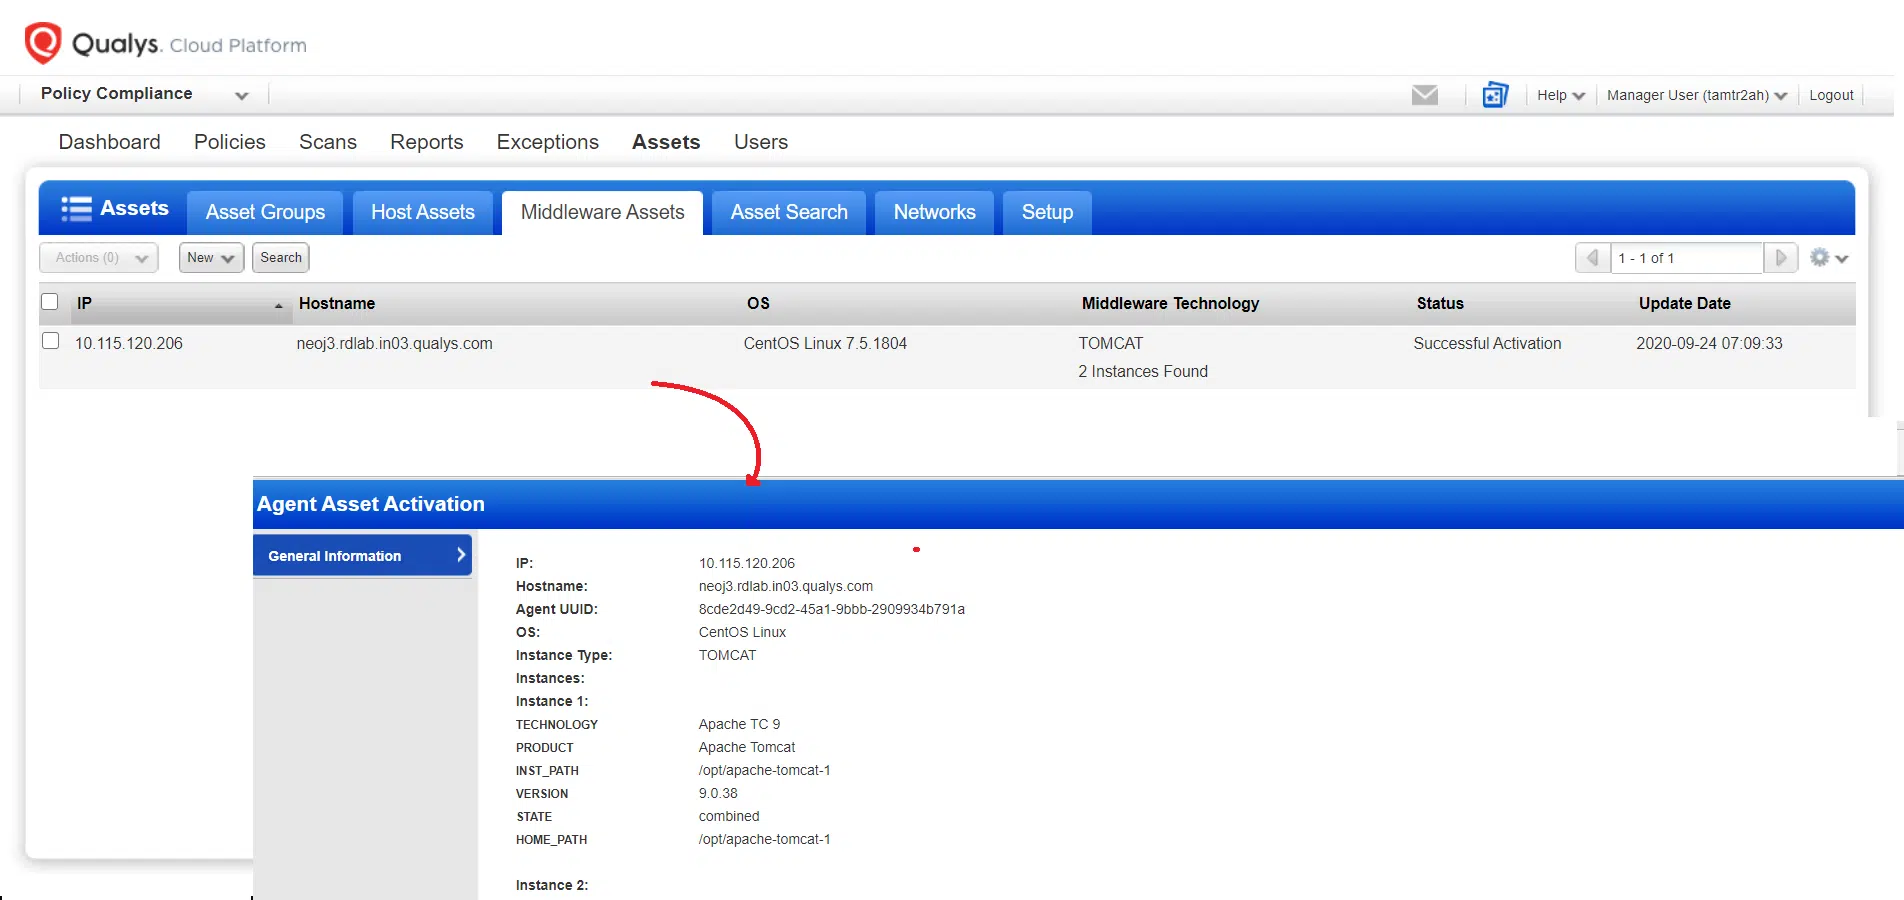 Qualys. Cloud Platform
Policy Compliance
Help
Manager User (tamtr2ah)
Logout
Dashboard Policies Scans Reports Exceptions Assets Users
Assets Asset Groups Host Assets Middleware Assets Asset Search Networks Setup
Actions (0) New Search 1 - 1 of 1
IP Hostname OS Middleware Technology Status Update Date
10.115.120.206 neoj3.rdlab.in03.qualys.com CentOS Linux 7.5.1804 TOMCAT Successful Activation 2020-09-24 07:09:33
2 Instances Found
Agent Asset Activation
General Information
IP: 10.115.120.206
Hostname: neoj3.rdlab.in03.qualys.com
Agent UUID: 8cde2d49-9cd2-45a1-9bbb-2909934b791a
OS: CentOS Linux
Instance Type: TOMCAT
Instances:
Instance 1:
TECHNOLOGY Apache TC 9
PRODUCT Apache Tomcat
INST_PATH /opt/apache-tomcat-1
VERSION 9.0.38
STATE combined
HOME_PATH /opt/apache-tomcat-1
Instance 2: